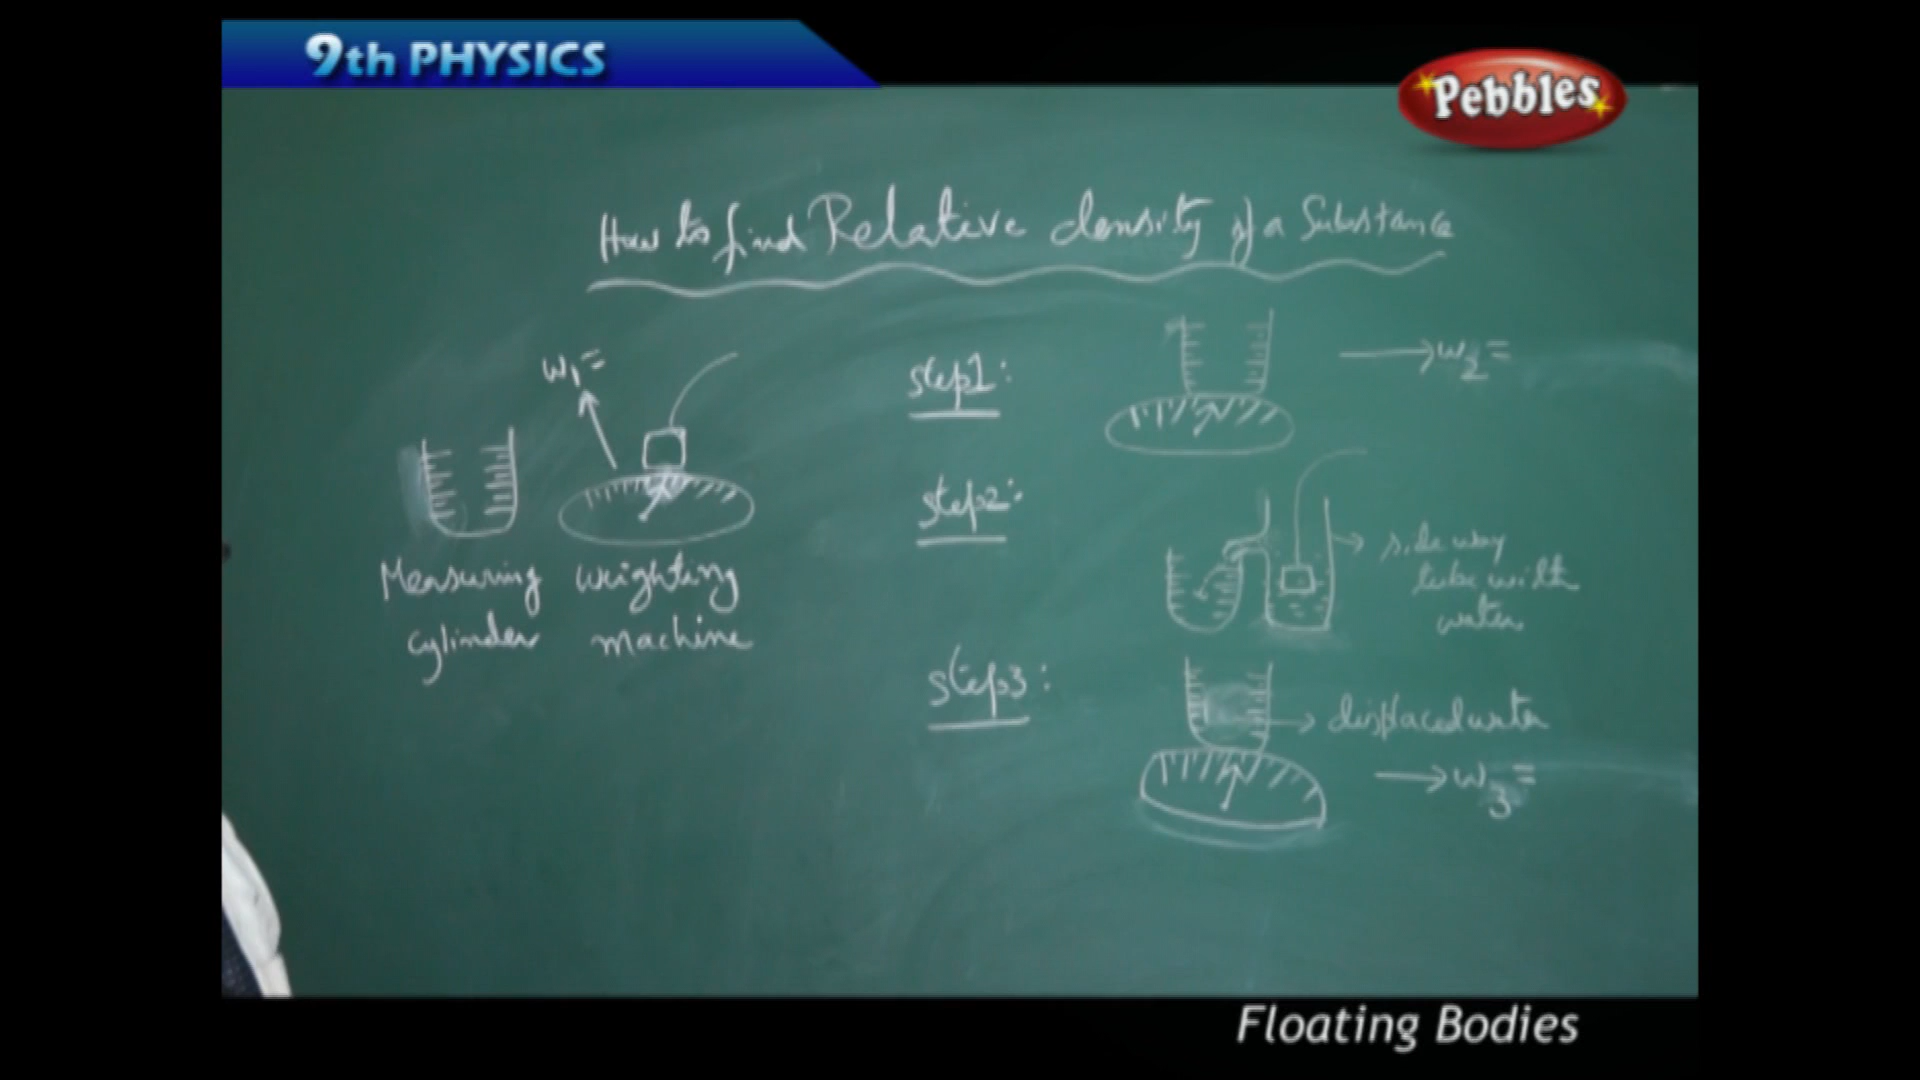 9th PHYSICS
Pebbles
How to find Relative density of a Substance
w1=
Measuring
cylinder
weighting
machine
step1:
→w2=
step2:
side way
tube with
water
step3:
displaced water
→w3=
Floating Bodies